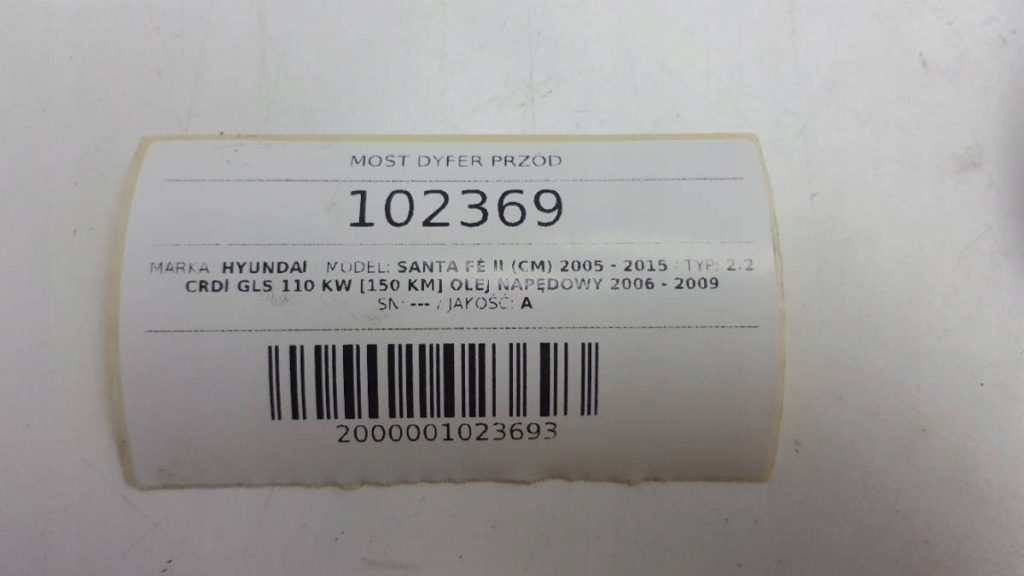 MOST DYFER PRZÓD
102369
MARKA: HYUNDAI / MODEL: SANTA FE II (CM) 2005 - 2015 / TYP: 2.2
CRDI GLS 110 KW [150 KM] OLEJ NAPĘDOWY 2006 - 2009
SN: --- / JAKOŚĆ: A
2000001023693